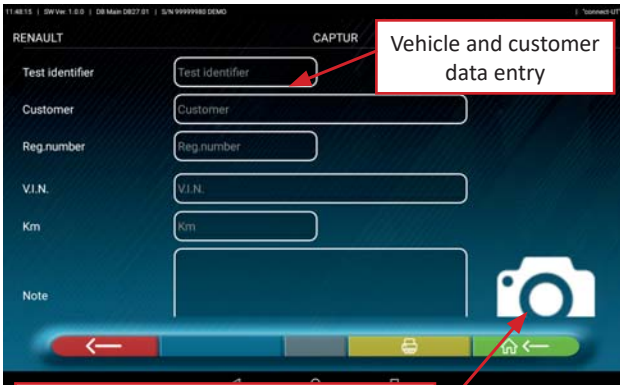 11:48:15 | SW Ver. 1.0.0 | DB Main DB27.01 | S/N 99999980 DEMO | "connect-UT
RENAULT CAPTUR
Vehicle and customer
data entry
Test identifier Test identifier
Customer Customer
Reg.number Reg.number
V.I.N. V.I.N.
Km Km
Note